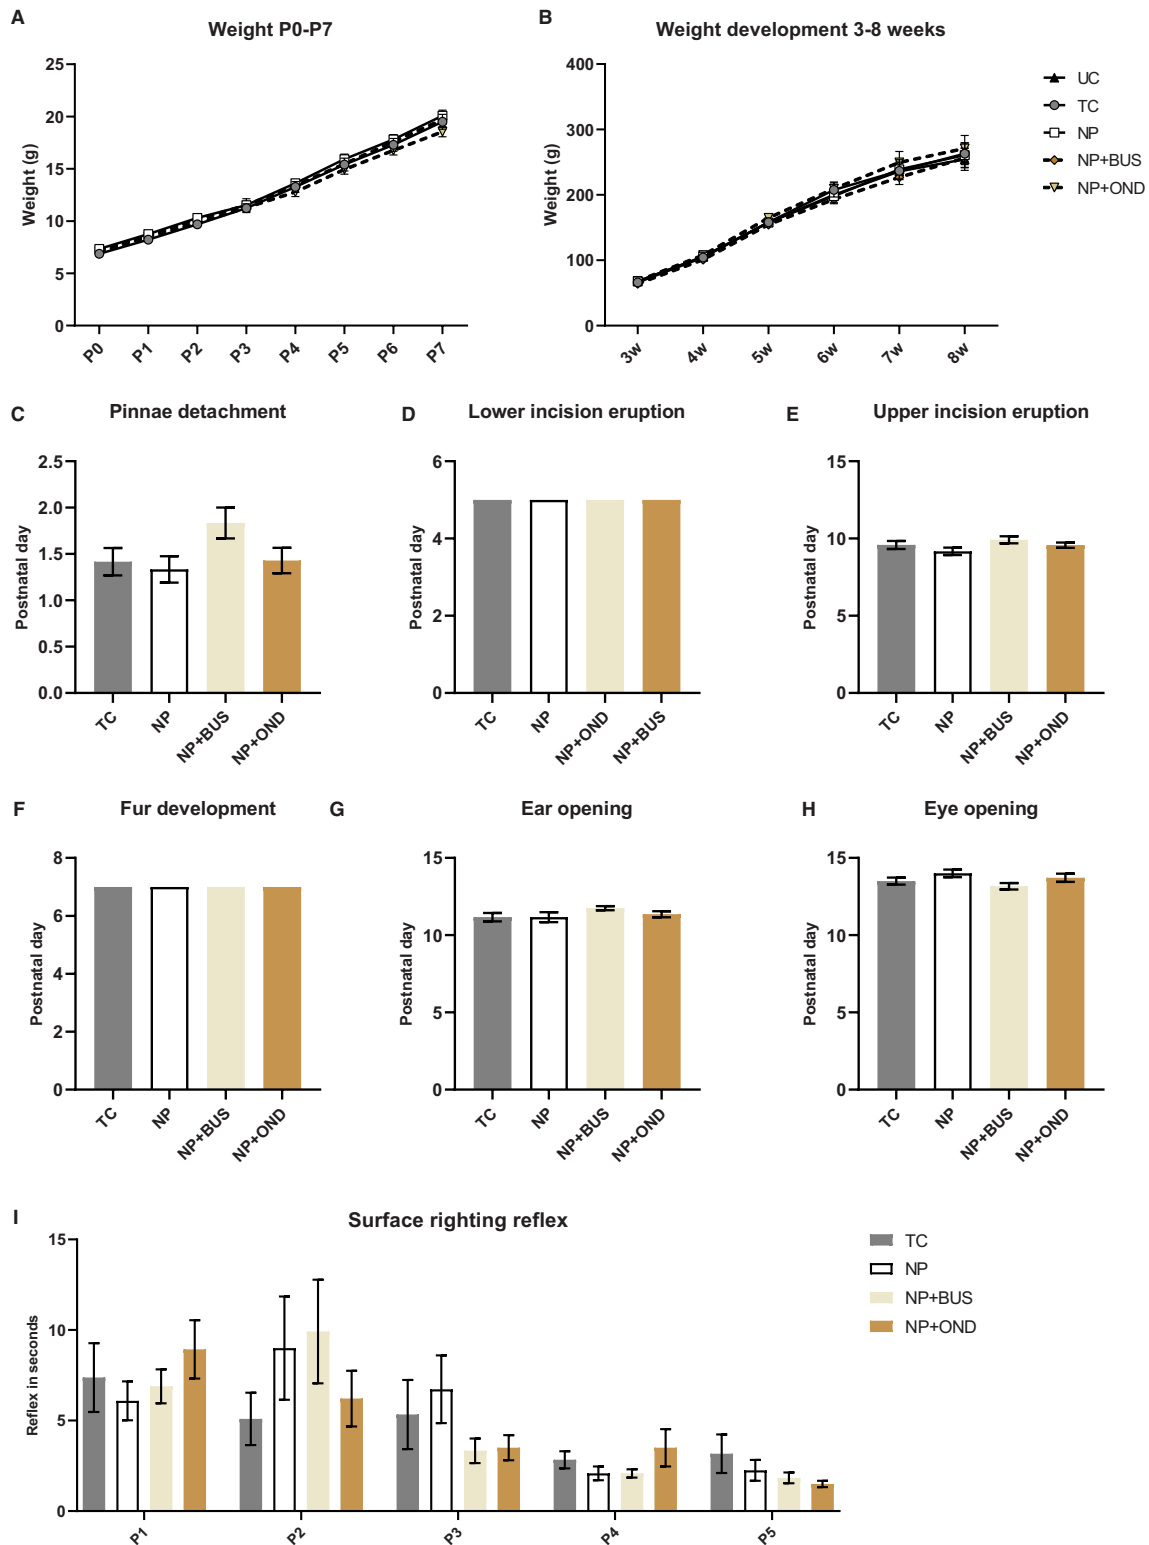 A
Weight P0-P7
Weight (g)
25
20
15
10
5
0
P0
P1
P2
P3
P4
P5
P6
P7
B
Weight development 3-8 weeks
Weight (g)
400
300
200
100
0
3w
4w
5w
6w
7w
8w
UC
TC
NP
NP+BUS
NP+OND
C
Pinnae detachment
Postnatal day
2.5
2.0
1.5
1.0
0.5
0.0
TC
NP
NP+BUS
NP+OND
D
Lower incision eruption
Postnatal day
6
4
2
0
TC
NP
NP+OND
NP+BUS
E
Upper incision eruption
Postnatal day
15
10
5
0
TC
NP
NP+BUS
NP+OND
F
Fur development
Postnatal day
8
6
4
2
0
TC
NP
NP+BUS
NP+OND
G
Ear opening
Postnatal day
15
10
5
0
TC
NP
NP+BUS
NP+OND
H
Eye opening
Postnatal day
15
10
5
0
TC
NP
NP+BUS
NP+OND
I
Surface righting reflex
Reflex in seconds
15
10
5
0
P1
P2
P3
P4
P5
TC
NP
NP+BUS
NP+OND